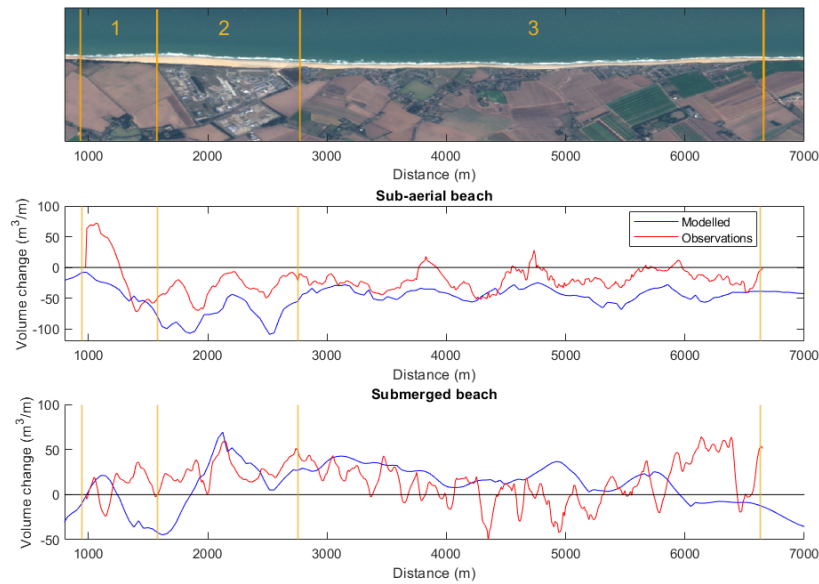 1 2 3
1000 2000 3000 4000 5000 6000 7000
Distance (m)
Sub-aerial beach
100
50
0
-50
-100
Volume change (m³/m)
Modelled
Observations
1000 2000 3000 4000 5000 6000 7000
Distance (m)
Submerged beach
100
50
0
-50
Volume change (m³/m)
1000 2000 3000 4000 5000 6000 7000
Distance (m)